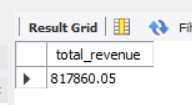 Result Grid
total_revenue
817860.05